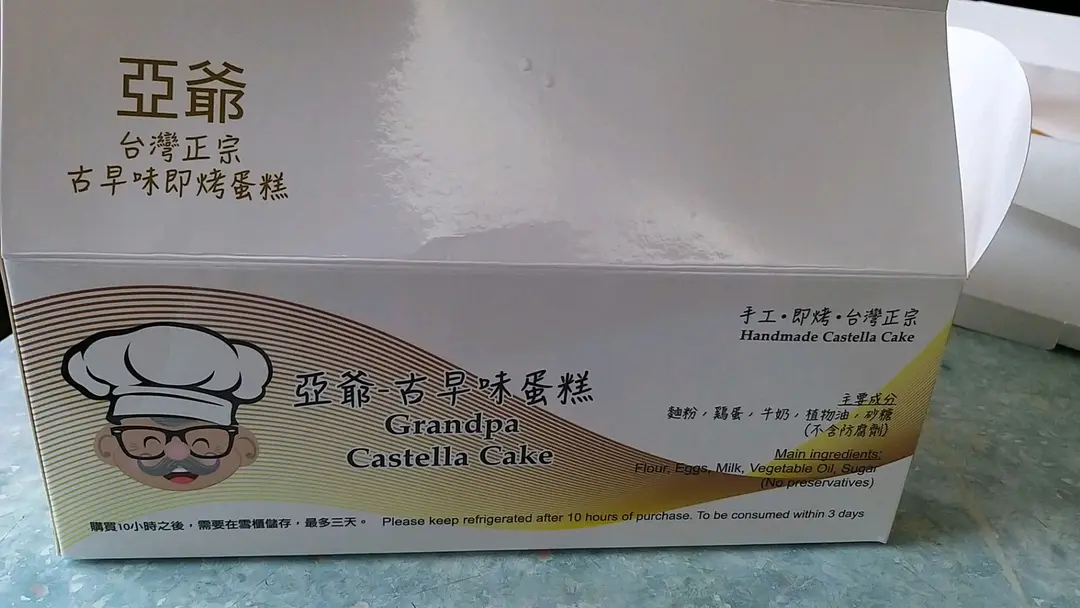 亞爺
台灣正宗
古早味即烤蛋糕
手工•即烤•台灣正宗
Handmade Castella Cake
亞爺-古早味蛋糕
Grandpa
Castella Cake
主要成分
麵粉，鷄蛋，牛奶，植物油，砂糖
(不含防腐劑)
Main ingredients:
Flour, Eggs, Milk, Vegetable Oil, Sugar
(No preservatives)
購買10小時之後，需要在雪櫃儲存，最多三天。 Please keep refrigerated after 10 hours of purchase. To be consumed within 3 days